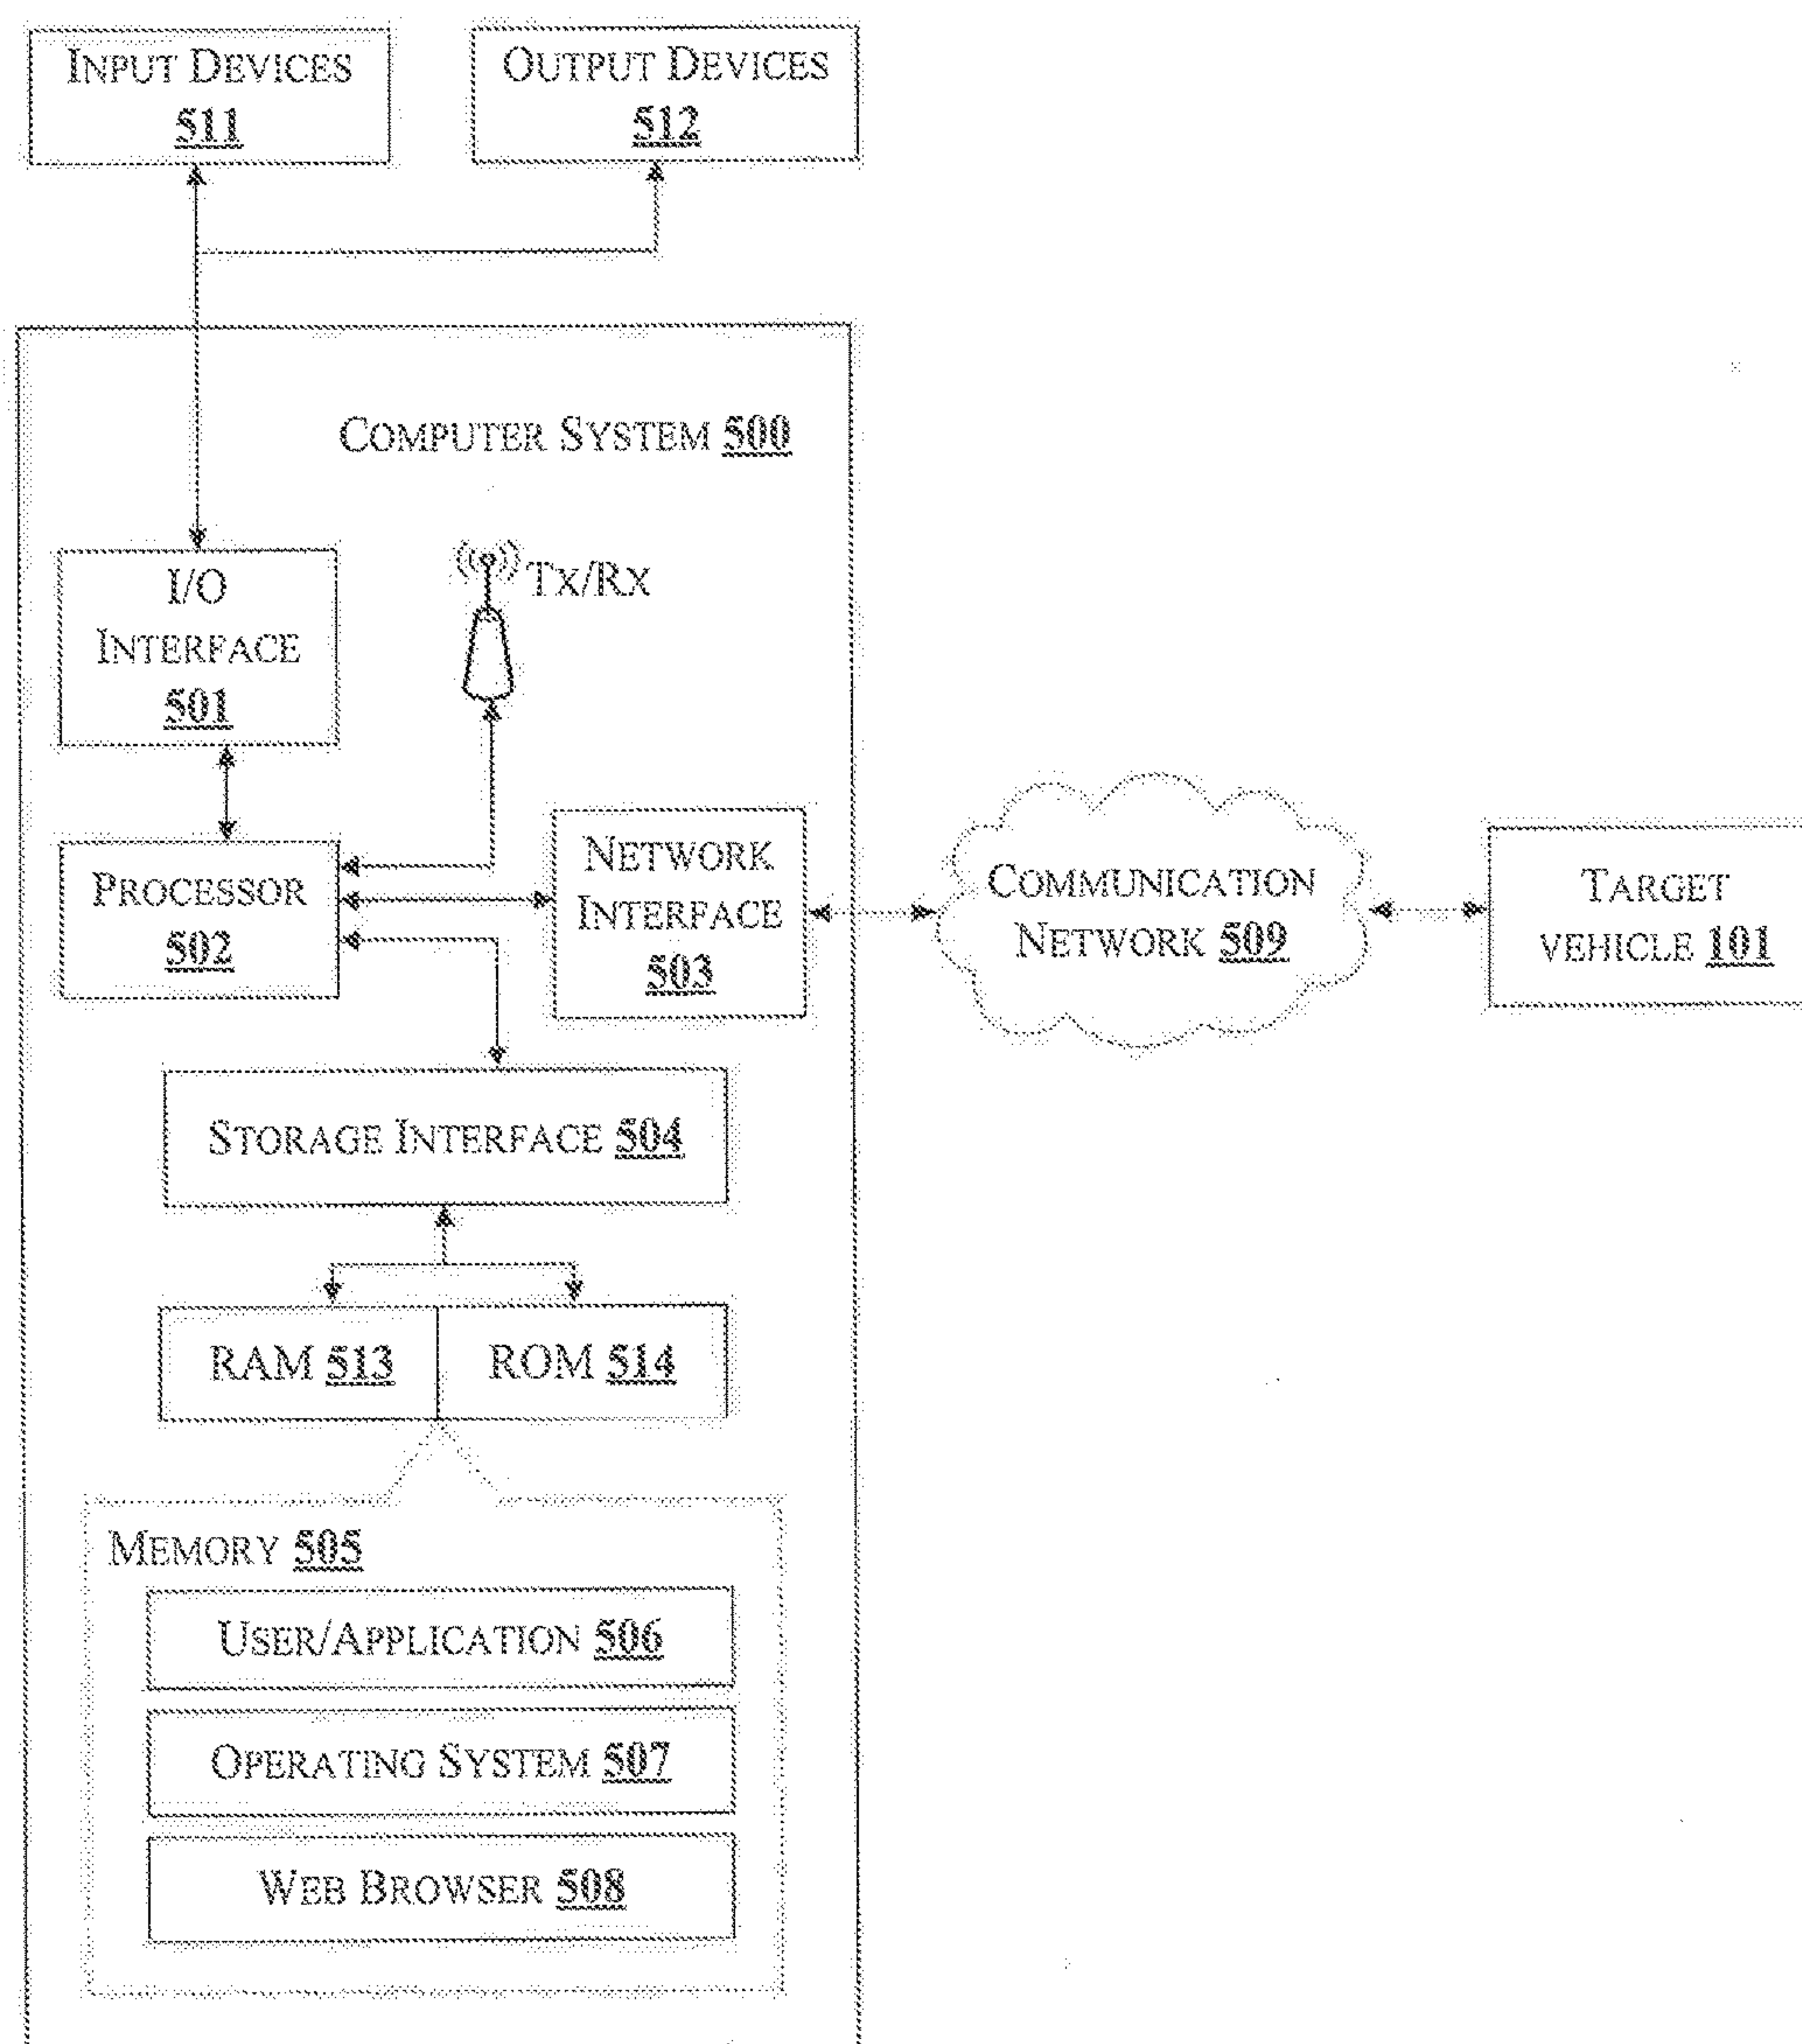 INPUT DEVICES
511
OUTPUT DEVICES
512
COMPUTER SYSTEM 500
I/O
INTERFACE
501
TX/RX
PROCESSOR
502
NETWORK
INTERFACE
503
COMMUNICATION
NETWORK 509
TARGET
VEHICLE 101
STORAGE INTERFACE 504
RAM 513
ROM 514
MEMORY 505
USER/APPLICATION 506
OPERATING SYSTEM 507
WEB BROWSER 508